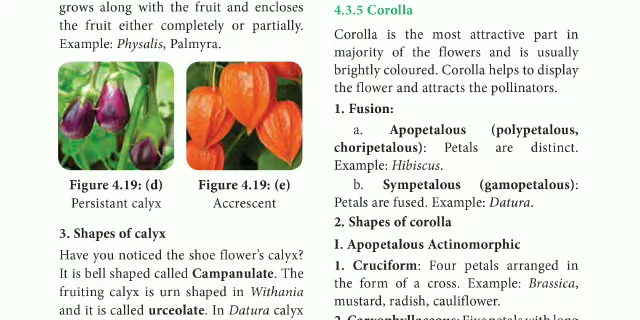 grows along with the fruit and encloses
the fruit either completely or partially.
Example: Physalis, Palmyra.
Figure 4.19: (d)
Persistant calyx
Figure 4.19: (e)
Accrescent
3. Shapes of calyx
Have you noticed the shoe flower's calyx?
It is bell shaped called Campanulate. The
fruiting calyx is urn shaped in Withania
and it is called urceolate. In Datura calyx
4.3.5 Corolla
Corolla is the most attractive part in
majority of the flowers and is usually
brightly coloured. Corolla helps to display
the flower and attracts the pollinators.
1. Fusion:
a. Apopetalous (polypetalous,
choripetalous): Petals are distinct.
Example: Hibiscus.
b. Sympetalous (gamopetalous):
Petals are fused. Example: Datura.
2. Shapes of corolla
I. Apopetalous Actinomorphic
1. Cruciform: Four petals arranged in
the form of a cross. Example: Brassica,
mustard, radish, cauliflower.
2. Caryophyllaceous: Five petals with long